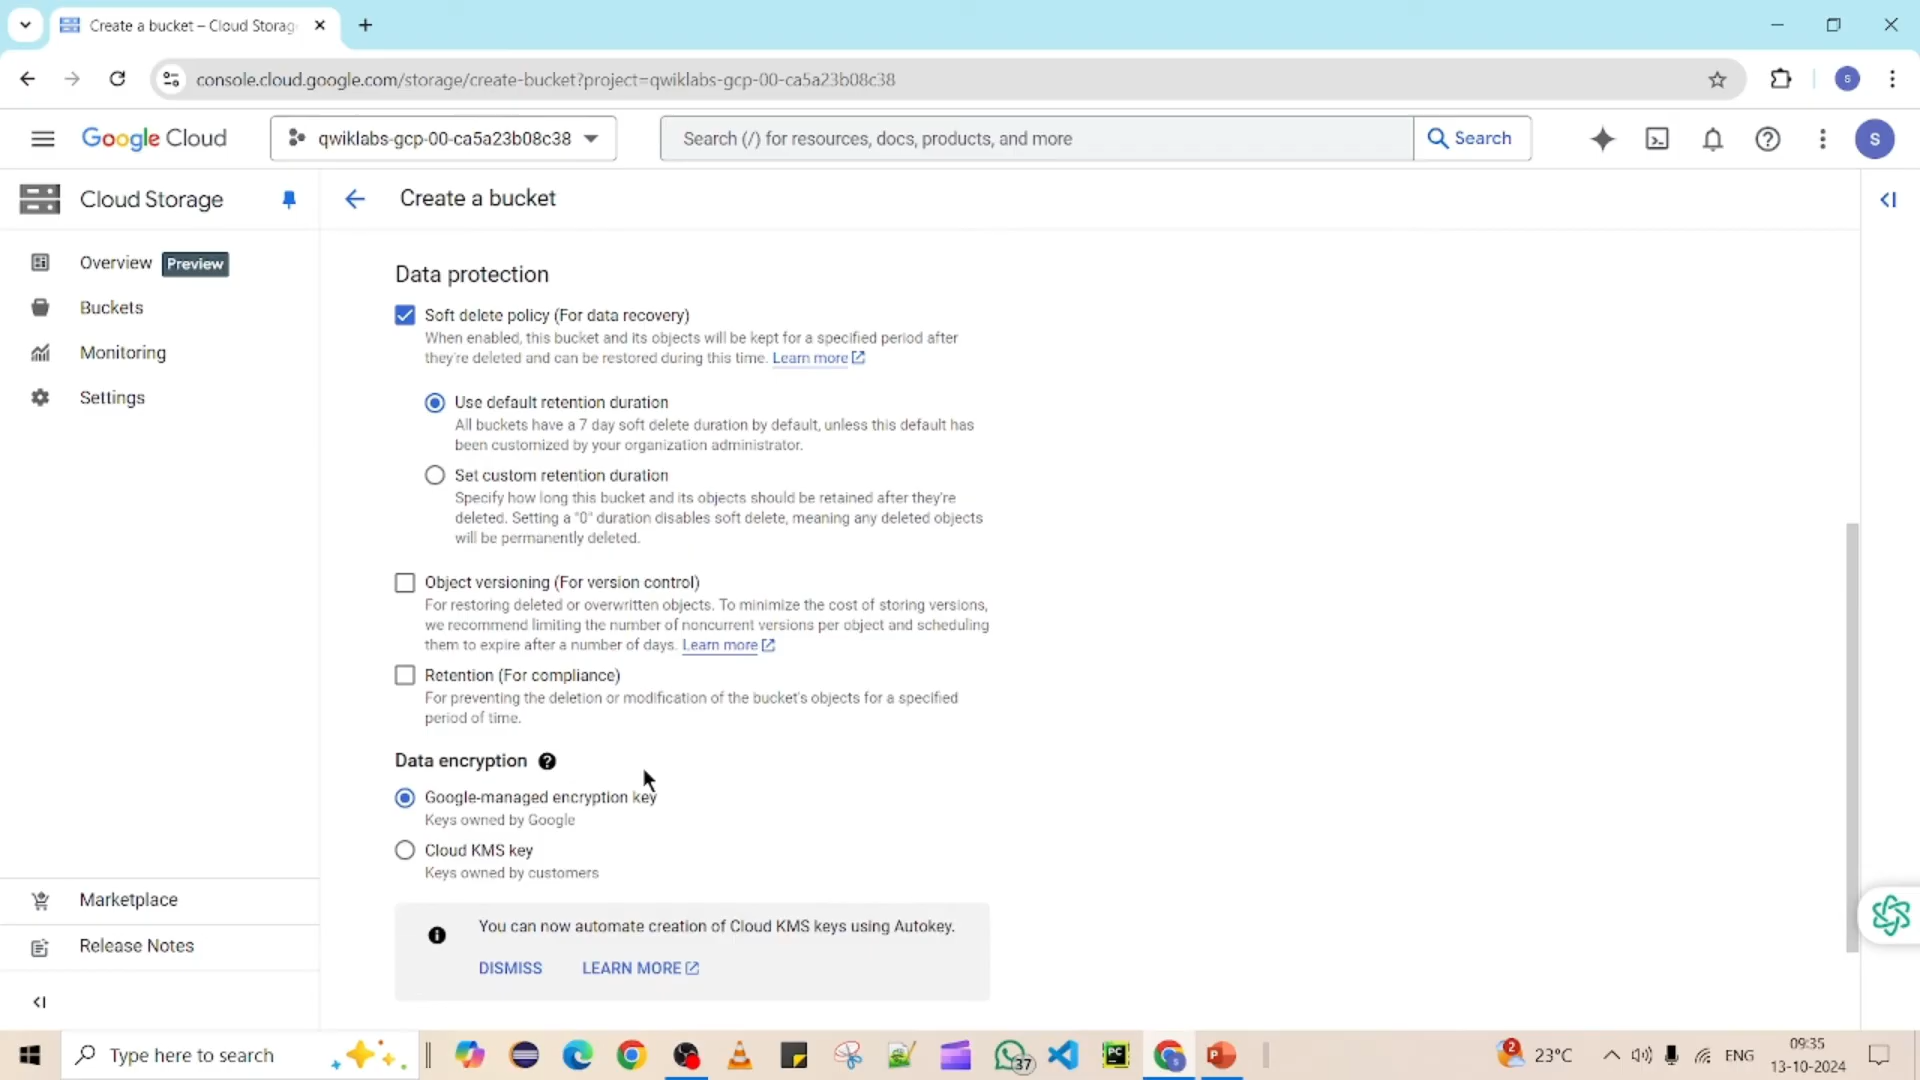 Create a bucket – Cloud Storag
console.cloud.google.com/storage/create-bucket?project=qwiklabs-gcp-00-ca5a23b08c38
S
Google Cloud
qwiklabs-gcp-00-ca5a23b08c38
Search (/) for resources, docs, products, and more
Search
S
Cloud Storage
Create a bucket
Overview
Preview
Buckets
Monitoring
Settings
Data protection
Soft delete policy (For data recovery)
When enabled, this bucket and its objects will be kept for a specified period after
they're deleted and can be restored during this time. Learn more
Use default retention duration
All buckets have a 7 day soft delete duration by default, unless this default has
been customized by your organization administrator.
Set custom retention duration
Specify how long this bucket and its objects should be retained after they're
deleted. Setting a "0" duration disables soft delete, meaning any deleted objects
will be permanently deleted.
Object versioning (For version control)
For restoring deleted or overwritten objects. To minimize the cost of storing versions,
we recommend limiting the number of noncurrent versions per object and scheduling
them to expire after a number of days. Learn more
Retention (For compliance)
For preventing the deletion or modification of the bucket's objects for a specified
period of time.
Data encryption
Google-managed encryption key
Keys owned by Google
Cloud KMS key
Keys owned by customers
You can now automate creation of Cloud KMS keys using Autokey.
DISMISS
LEARN MORE
Marketplace
Release Notes
Type here to search
37
PC
S
P
2
23°C
ENG
09:35
13-10-2024